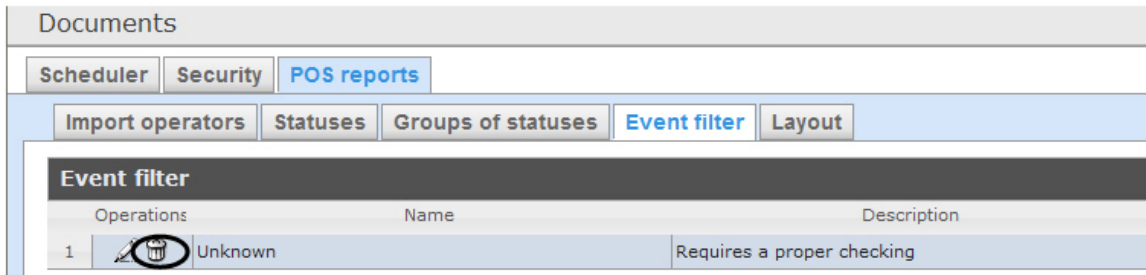 Documents
Scheduler Security POS reports
Import operators Statuses Groups of statuses Event filter Layout
Event filter
Operations Name Description
1 Unknown Requires a proper checking